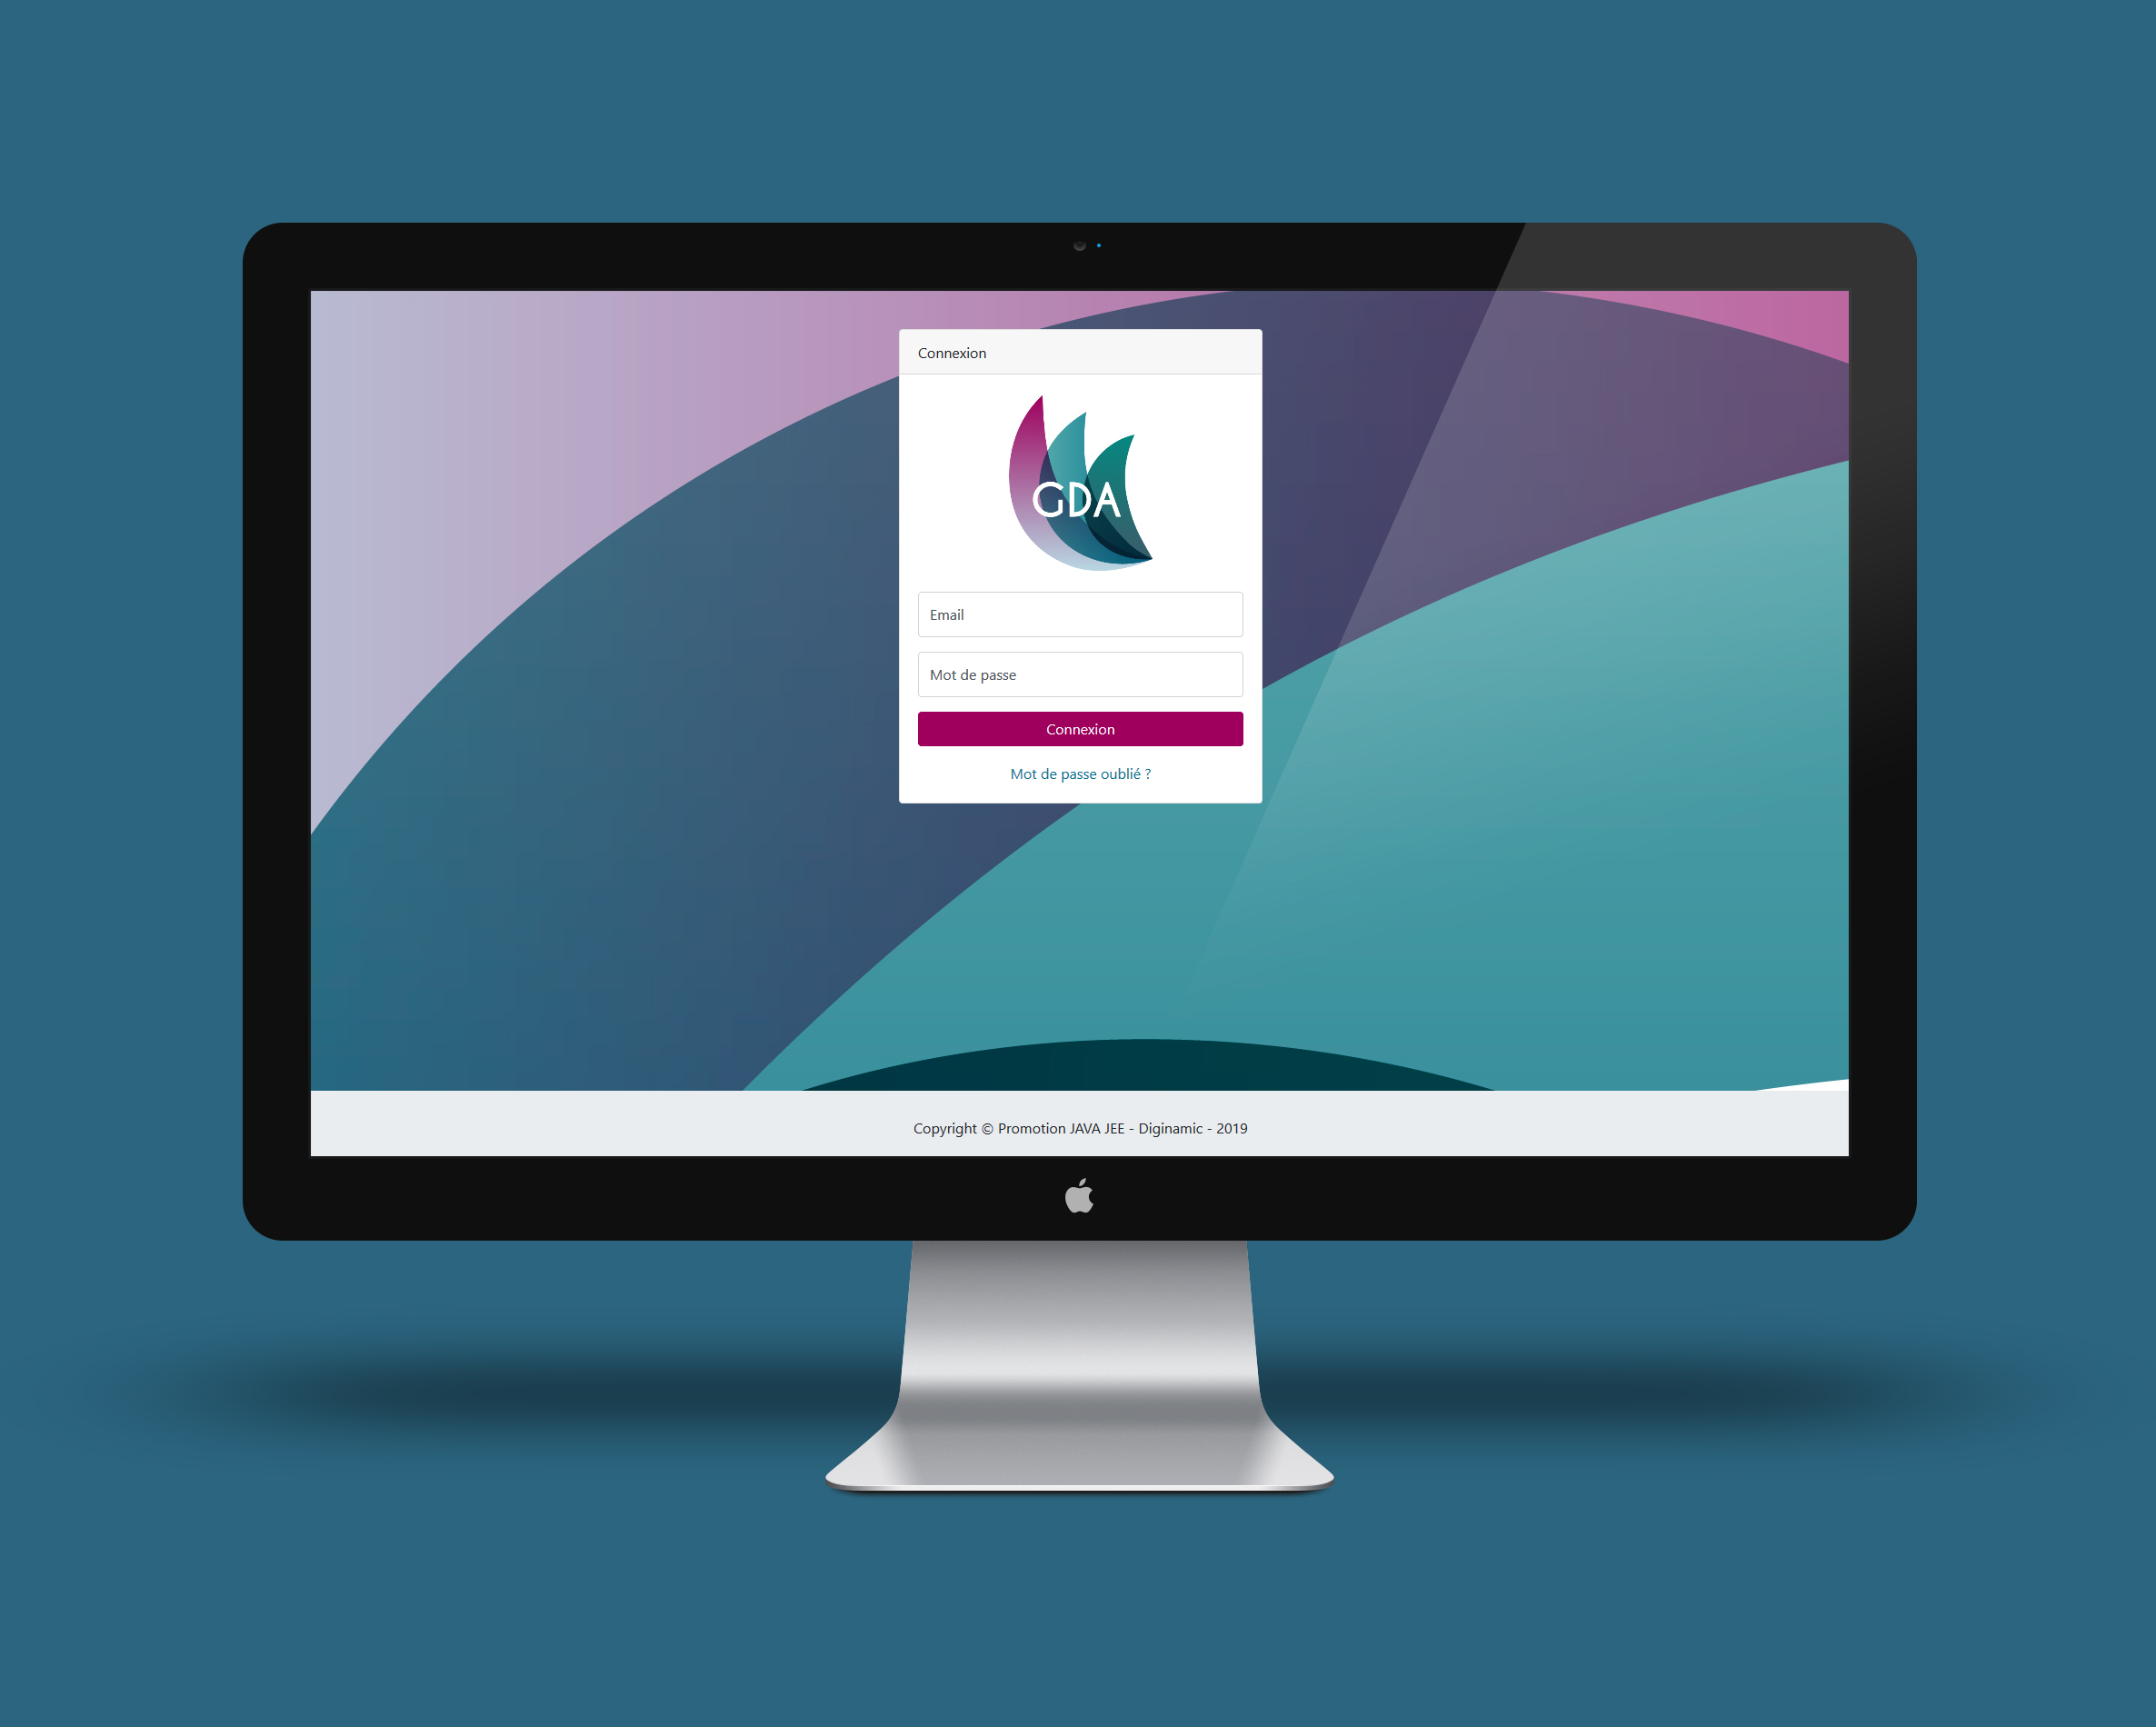 Connexion
GDA
Email
Mot de passe
Connexion
Mot de passe oublié ?
Copyright © Promotion JAVA JEE - Diginamic - 2019